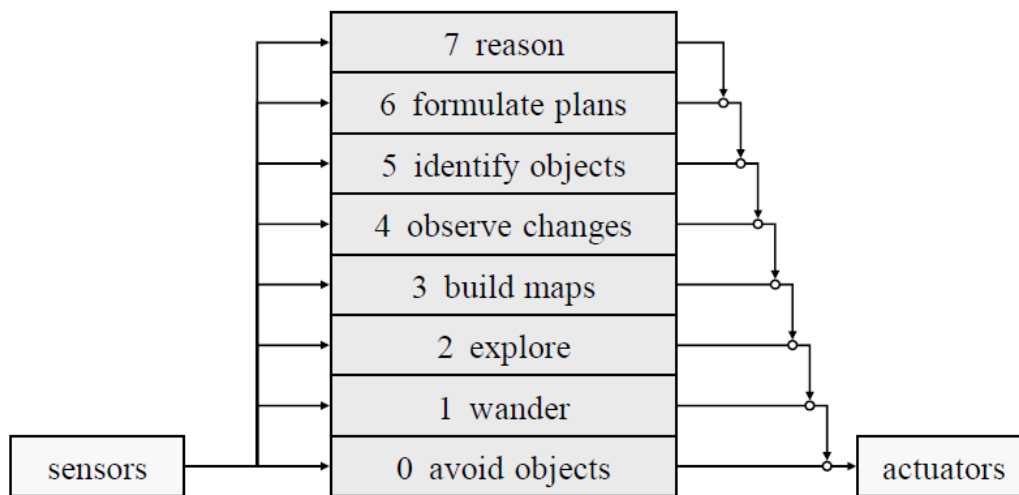 7 reason
6 formulate plans
5 identify objects
4 observe changes
3 build maps
2 explore
1 wander
sensors
0 avoid objects
actuators